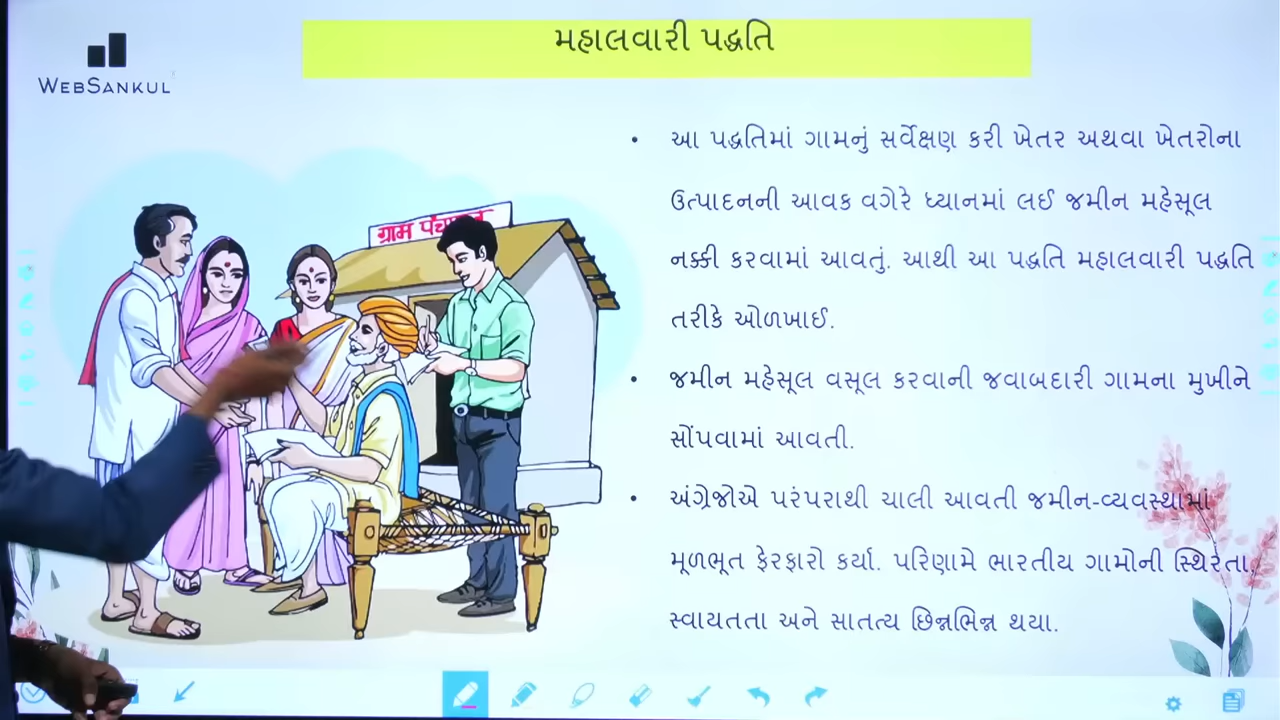 WEBSANKUL
મહાલવારી પદ્ધતિ
ग्राम
• આ પદ્ધતિમાં ગામનું સર્વેક્ષણ કરી ખેતર અથવા ખેતરોના
ઉત્પાદનની આવક વગેરે ધ્યાનમાં લઈ જમીન મહેસૂલ
નક્કી કરવામાં આવતું. આથી આ પદ્ધતિ મહાલવારી પદ્ધતિ
તરીકે ઓળખાઈ.
• જમીન મહેસૂલ વસૂલ કરવાની જવાબદારી ગામના મુખીને
સોંપવામાં આવતી.
• અંગ્રેજોએ પરંપરાથી ચાલી આવતી જમીન-વ્યવસ્થામાં
મૂળભૂત ફેરફારો કર્યા. પરિણામે ભારતીય ગામોની સ્થિરતા,
સ્વાયતતા અને સાતત્ય છિન્નભિન્ન થયા.